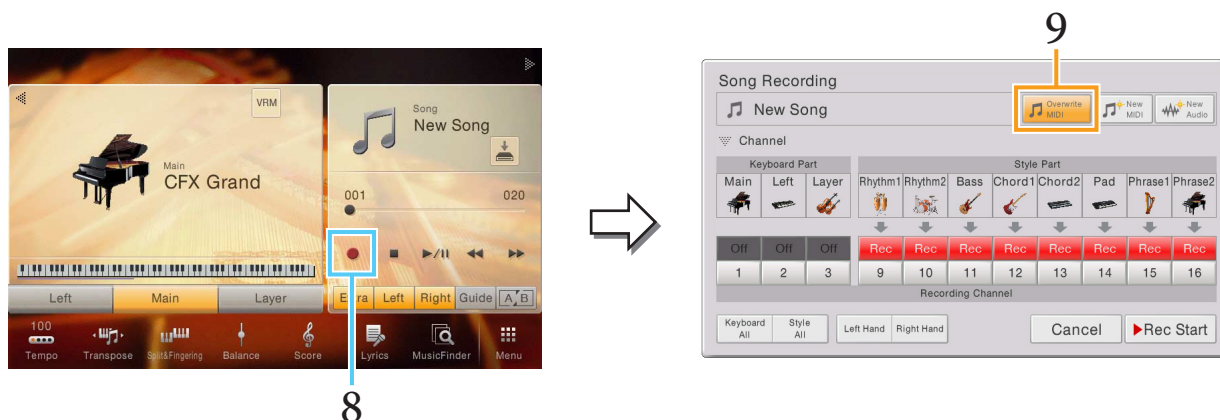 9
VRM
Main
CFX Grand
Song
New Song
001 020
Left Main Layer
Extra Left Right Guide A B
100
Tempo Transpose Split&Fingering Balance Score Lyrics MusicFinder Menu
8
Song Recording
New Song
Overwrite MIDI
New MIDI
New Audio
Channel
Keyboard Part Style Part
Main Left Layer Rhythm1 Rhythm2 Bass Chord1 Chord2 Pad Phrase1 Phrase2
Off Off Off Rec Rec Rec Rec Rec Rec Rec Rec
1 2 3 9 10 11 12 13 14 15 16
Recording Channel
Keyboard All
Style All
Left Hand Right Hand
Cancel Rec Start